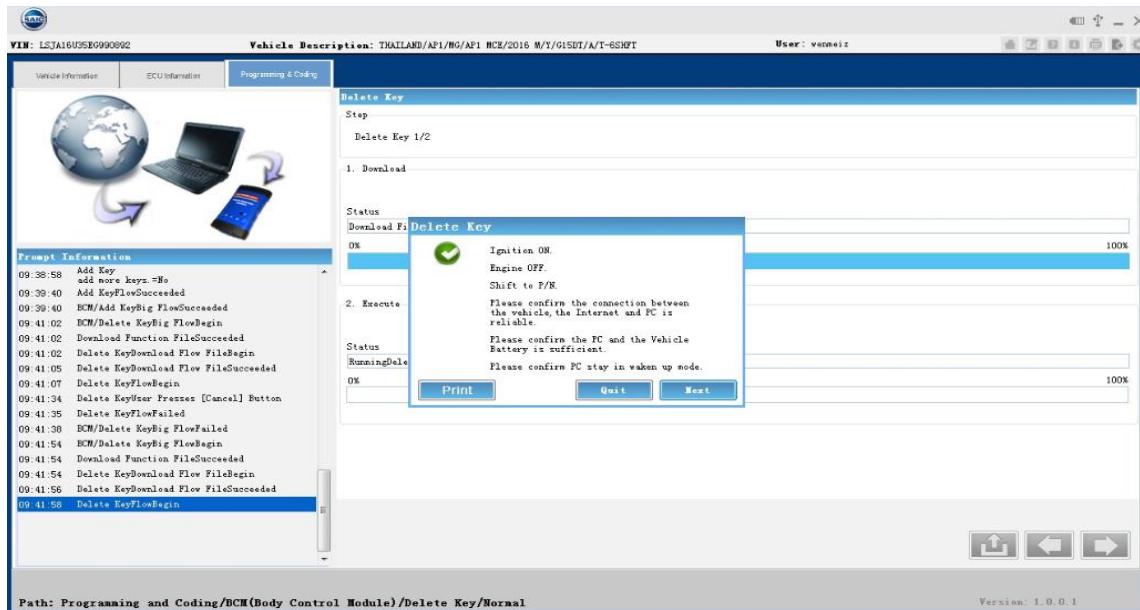 SAIC
VIN: LSJA16U35EG990892 Vehicle Description: THAILAND/AP1/MG/AP1 MCE/2016 M/Y/G15DT/A/T-6SHFT User: venmeiz
Vehicle Information ECU Information Programming & Coding
Delete Key
Step
Delete Key 1/2
1. Download
Status
Download Fi
0% 100%
2. Execute
Status
RunningDele
0% 100%
Delete Key
Ignition ON.
Engine OFF.
Shift to P/N.
Please confirm the connection between
the vehicle, the Internet and PC is
reliable.
Please confirm the PC and the Vehicle
Battery is sufficient.
Please confirm PC stay in waken up mode.
Print Quit Next
Prompt Information
09:38:58 Add Key
add more keys.=No
09:39:40 Add KeyFlowSucceeded
09:39:40 BCM/Add KeyBig FlowSucceeded
09:41:02 BCM/Delete KeyBig FlowBegin
09:41:02 Download Function FileSucceeded
09:41:02 Delete KeyDownload Flow FileBegin
09:41:05 Delete KeyDownload Flow FileSucceeded
09:41:07 Delete KeyFlowBegin
09:41:34 Delete KeyUser Presses [Cancel] Button
09:41:35 Delete KeyFlowFailed
09:41:38 BCM/Delete KeyBig FlowFailed
09:41:54 BCM/Delete KeyBig FlowBegin
09:41:54 Download Function FileSucceeded
09:41:54 Delete KeyDownload Flow FileBegin
09:41:56 Delete KeyDownload Flow FileSucceeded
09:41:58 Delete KeyFlowBegin
Path: Programming and Coding/BCM(Body Control Module)/Delete Key/Normal Version: 1.0.0.1